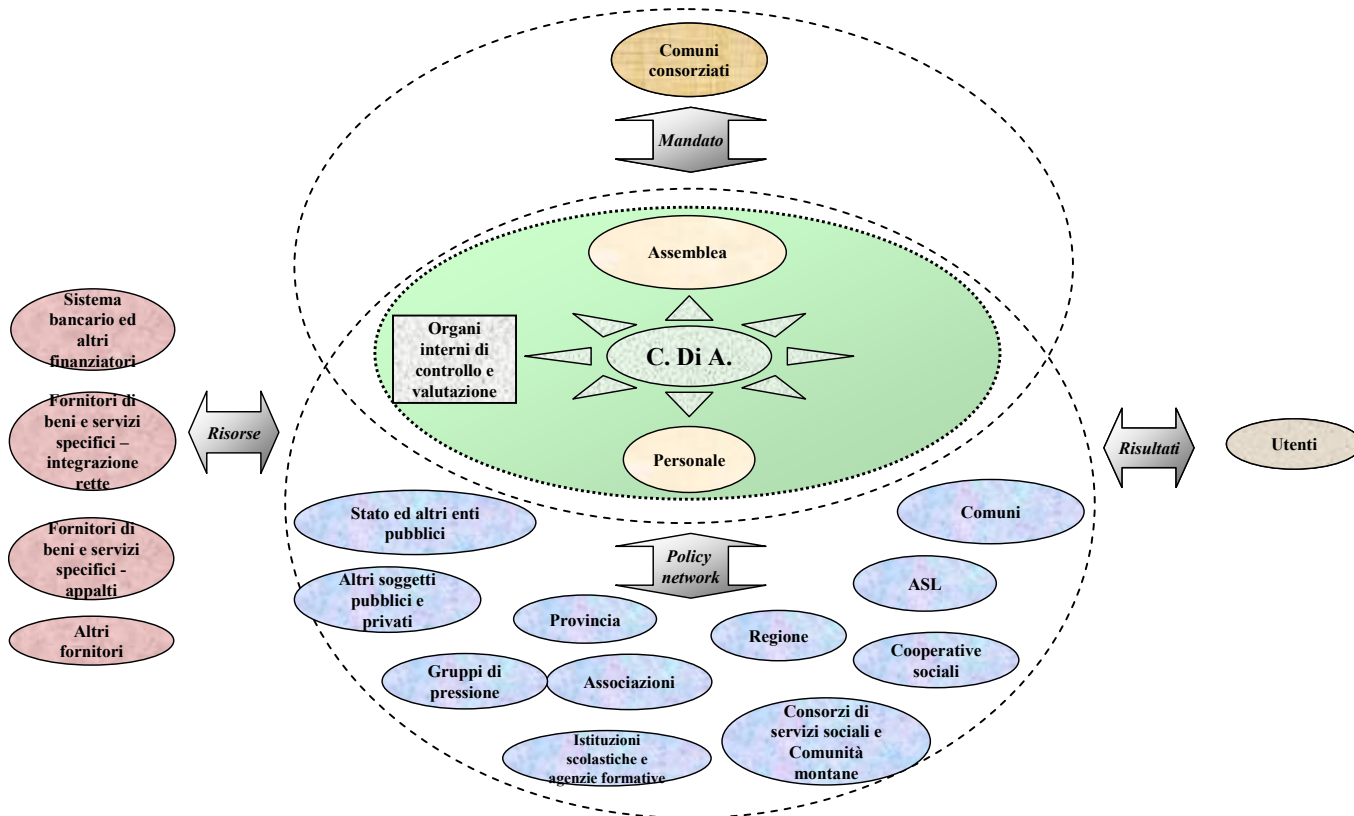 Comuni
consorziati
Mandato
Assemblea
Organi
interni di
controllo e
valutazione
C. Di A.
Personale
Sistema
bancario ed
altri
finanziatori
Fornitori di
beni e servizi
specifici –
integrazione
rette
Fornitori di
beni e servizi
specifici -
appalti
Altri
fornitori
Risorse
Risultati
Utenti
Stato ed altri enti
pubblici
Comuni
Policy
network
Altri soggetti
pubblici e
privati
ASL
Provincia
Regione
Cooperative
sociali
Gruppi di
pressione
Associazioni
Consorzi di
servizi sociali e
Comunità
montane
Istituzioni
scolastiche e
agenzie formative